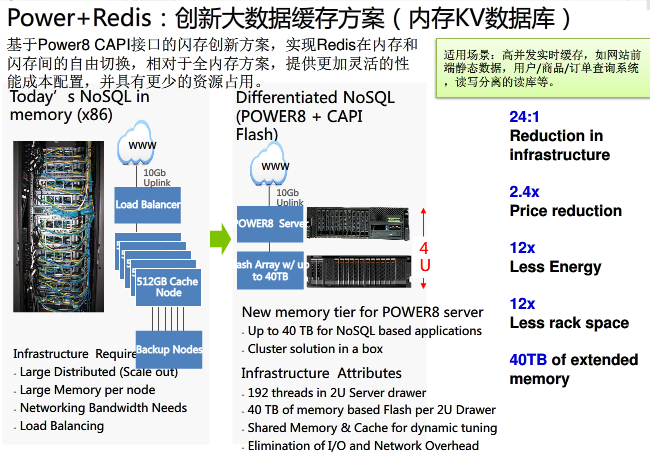 Power+Redis：创新大数据缓存方案（内存KV数据库）
基于Power8 CAPI接口的闪存创新方案，实现Redis在内存和
闪存间的自由切换，相对于全内存方案，提供更加灵活的性
能成本配置，并具有更少的资源占用。
适用场景：高并发实时缓存，如网站前
端静态数据，用户/商品/订单查询系统
，读写分离的读库等。
Today’s NoSQL in
memory (x86)
WWW
10Gb
Uplink
Load Balancer
512GB Cache
Node
Backup Nodes
Infrastructure Require
- Large Distributed (Scale out)
- Large Memory per node
- Networking Bandwidth Needs
- Load Balancing
Differentiated NoSQL
(POWER8 + CAPI
Flash)
WWW
10Gb
Uplink
POWER8 Server
ash Array w/ up
to 40TB
4
U
New memory tier for POWER8 server
- Up to 40 TB for NoSQL based applications
- Cluster solution in a box
Infrastructure Attributes
- 192 threads in 2U Server drawer
- 40 TB of memory based Flash per 2U Drawer
- Shared Memory & Cache for dynamic tuning
- Elimination of I/O and Network Overhead
24:1
Reduction in
infrastructure
2.4x
Price reduction
12x
Less Energy
12x
Less rack space
40TB of extended
memory